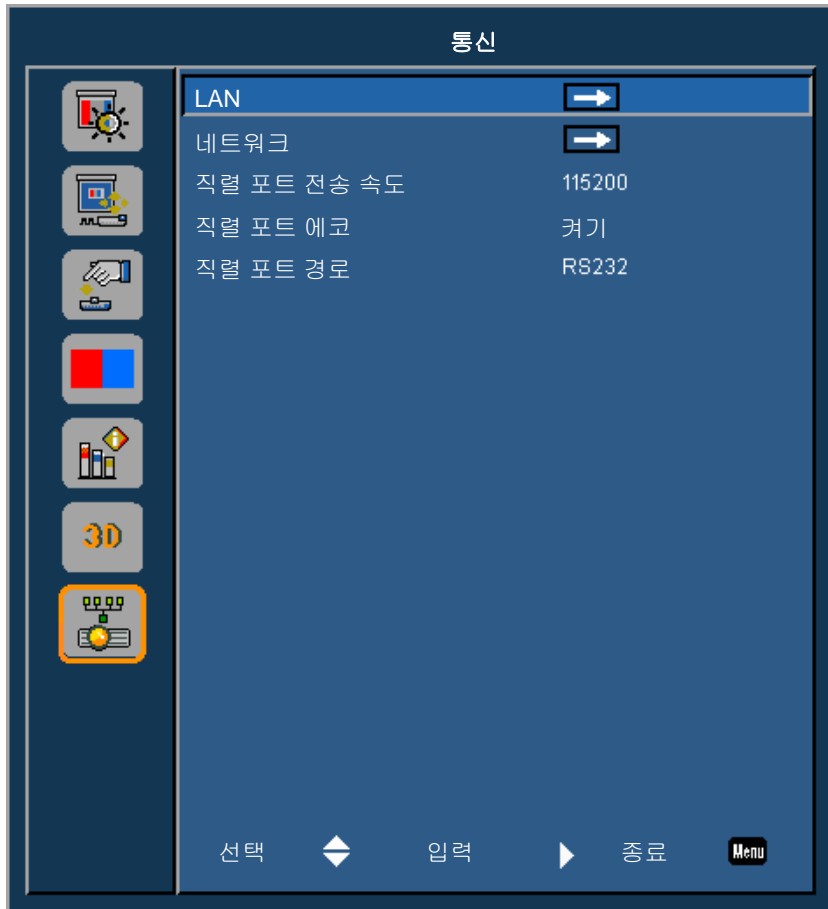 통신
LAN
네트워크
직렬 포트 전송 속도 115200
직렬 포트 에코 켜기
직렬 포트 경로 RS232
3D
선택 입력 종료 Menu